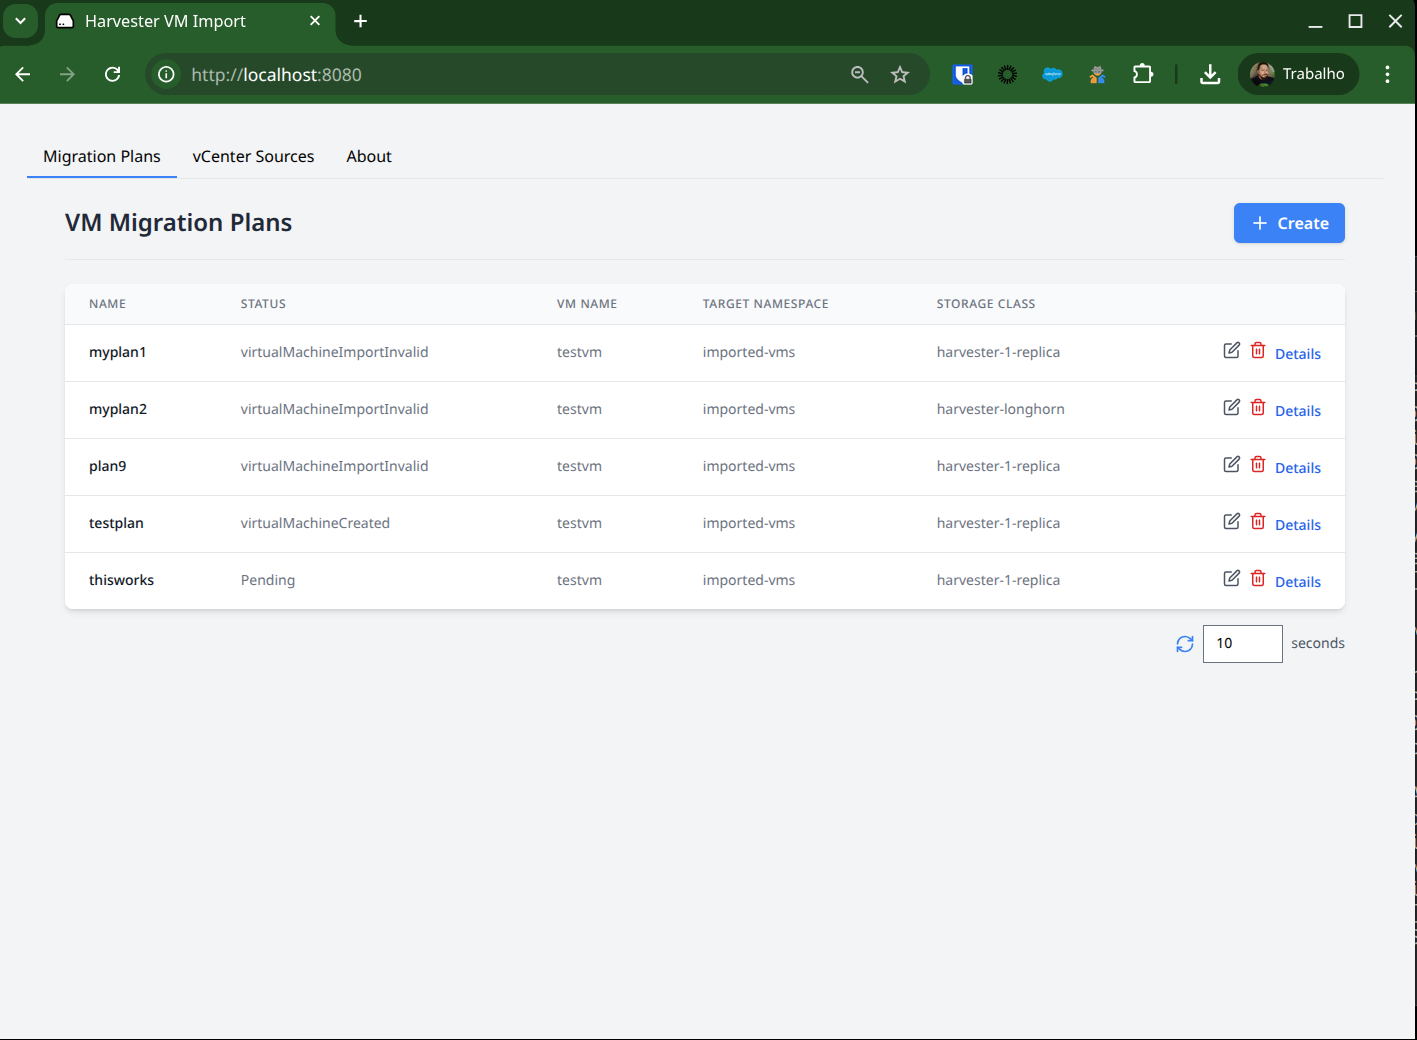 Harvester VM Import
http://localhost:8080
Trabalho
Migration Plans vCenter Sources About
VM Migration Plans
Create
NAME STATUS VM NAME TARGET NAMESPACE STORAGE CLASS
myplan1 virtualMachineImportInvalid testvm imported-vms harvester-1-replica Details
myplan2 virtualMachineImportInvalid testvm imported-vms harvester-longhorn Details
plan9 virtualMachineImportInvalid testvm imported-vms harvester-1-replica Details
testplan virtualMachineCreated testvm imported-vms harvester-1-replica Details
thisworks Pending testvm imported-vms harvester-1-replica Details
10 seconds